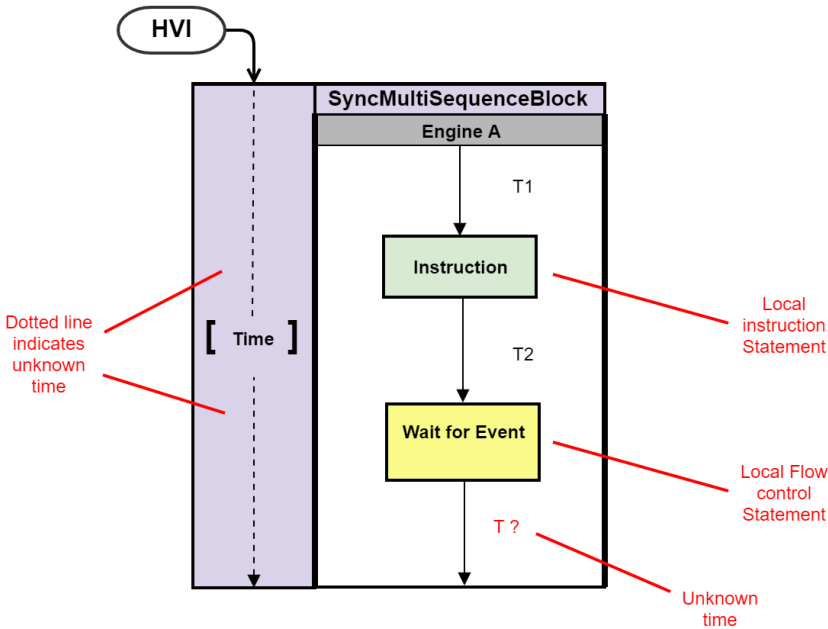 HVI
SyncMultiSequenceBlock
Engine A
T1
Instruction
Local
instruction
Statement
Dotted line
indicates
unknown
time
[ Time ]
T2
Wait for Event
Local Flow
control
Statement
T ?
Unknown
time